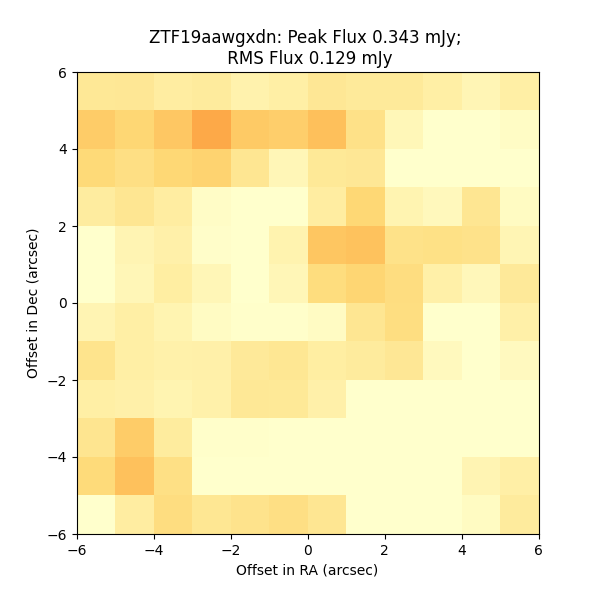 ZTF19aawgxdn: Peak Flux 0.343 mJy;
RMS Flux 0.129 mJy
6
4
2
0
−2
−4
−6
Offset in Dec (arcsec)
−6 −4 −2 0 2 4 6
Offset in RA (arcsec)